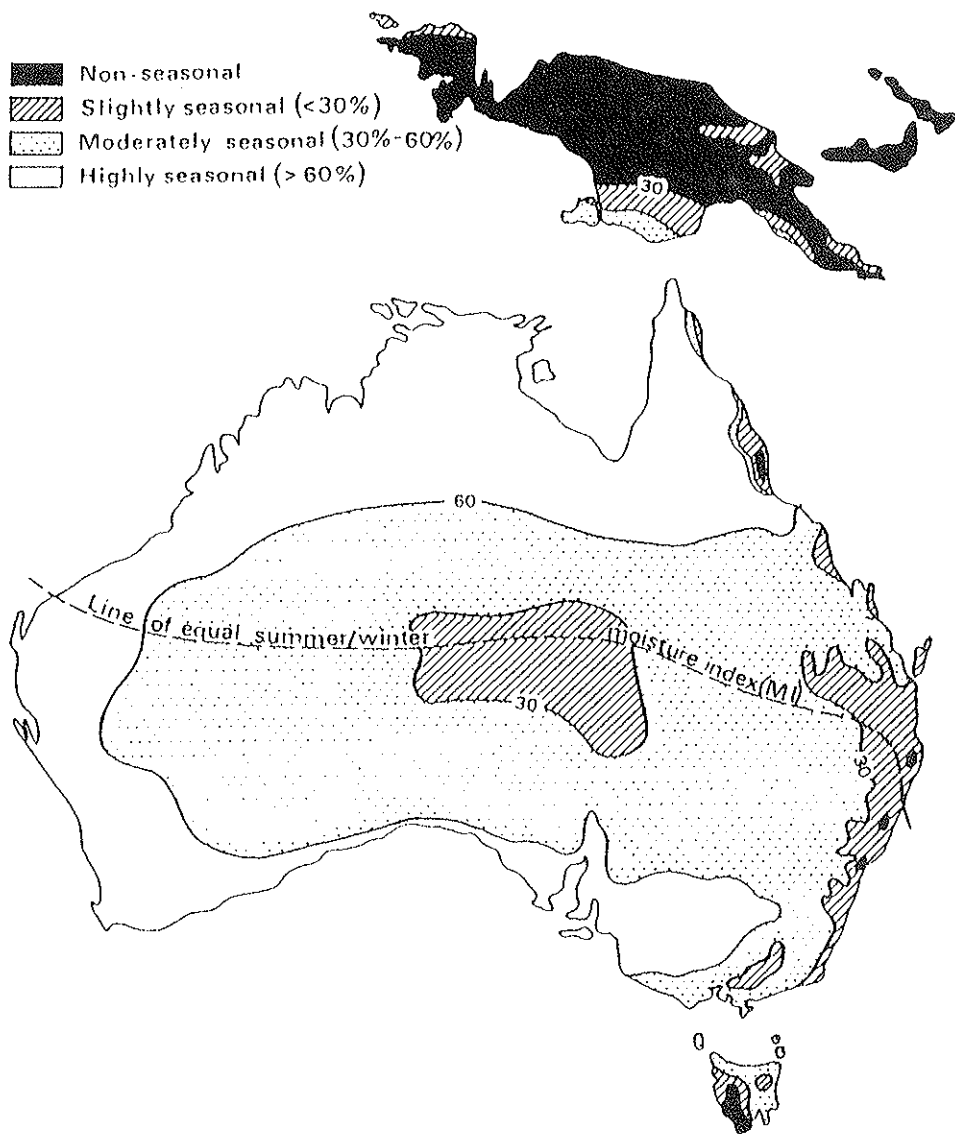 Non-seasonal
Slightly seasonal (<30%)
Moderately seasonal (30%-60%)
Highly seasonal (> 60%)
30
60
Line of equal summer/winter moisture index(MI)
30
30